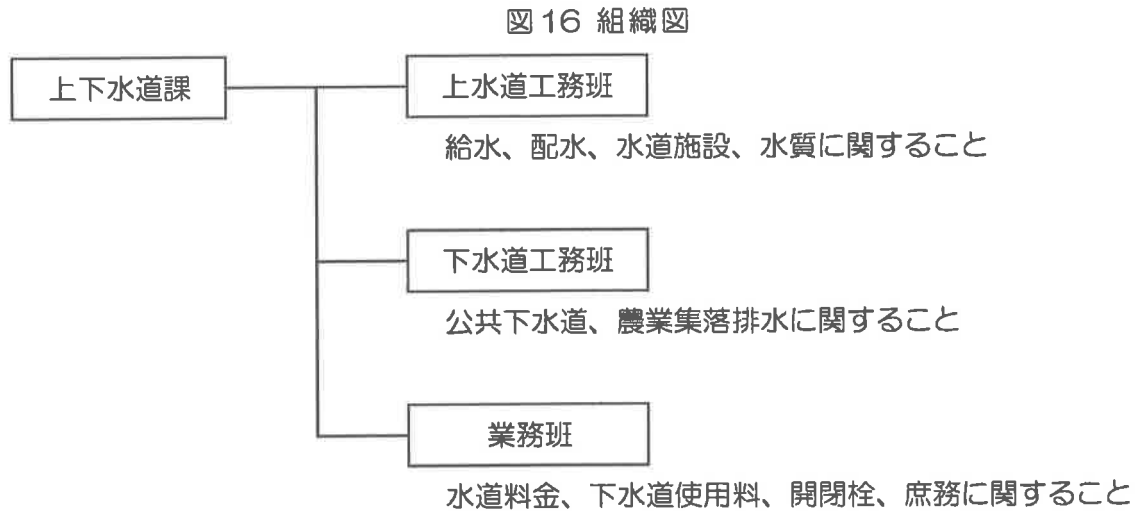 図16 組織図
上下水道課
上水道工務班
給水、配水、水道施設、水質に関すること
下水道工務班
公共下水道、農業集落排水に関すること
業務班
水道料金、下水道使用料、開閉栓、庶務に関すること